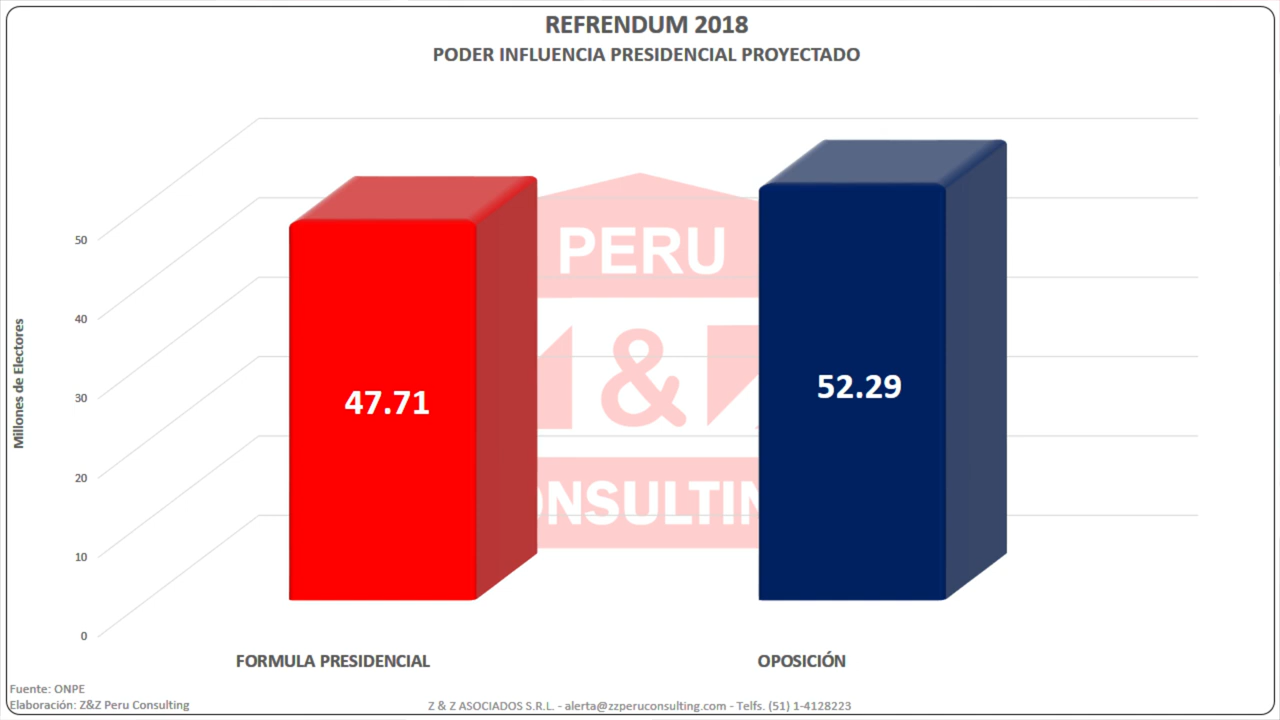 REFRENDUM 2018
PODER INFLUENCIA PRESIDENCIAL PROYECTADO
Millones de Electores
50
40
30
20
10
0
47.71
52.29
PERU
&
ONSULTIN
FORMULA PRESIDENCIAL
OPOSICIÓN
Fuente: ONPE
Elaboración: Z&Z Peru Consulting
Z & Z ASOCIADOS S.R.L. - alerta@zzperuconsulting.com - Telfs. (51) 1-4128223